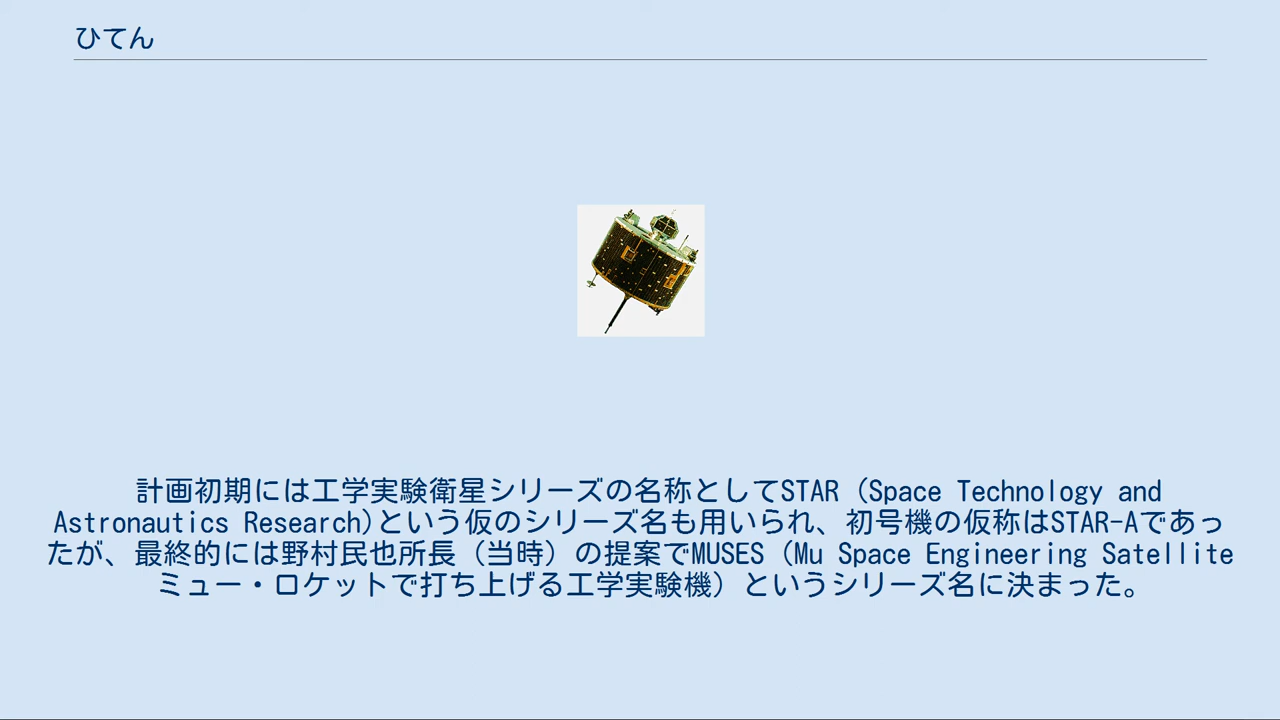 ひてん
計画初期には工学実験衛星シリーズの名称としてSTAR（Space Technology and
Astronautics Research)という仮のシリーズ名も用いられ、初号機の仮称はSTAR-Aであっ
たが、最終的には野村民也所長（当時）の提案でMUSES（Mu Space Engineering Satellite
ミュー・ロケットで打ち上げる工学実験機）というシリーズ名に決まった。